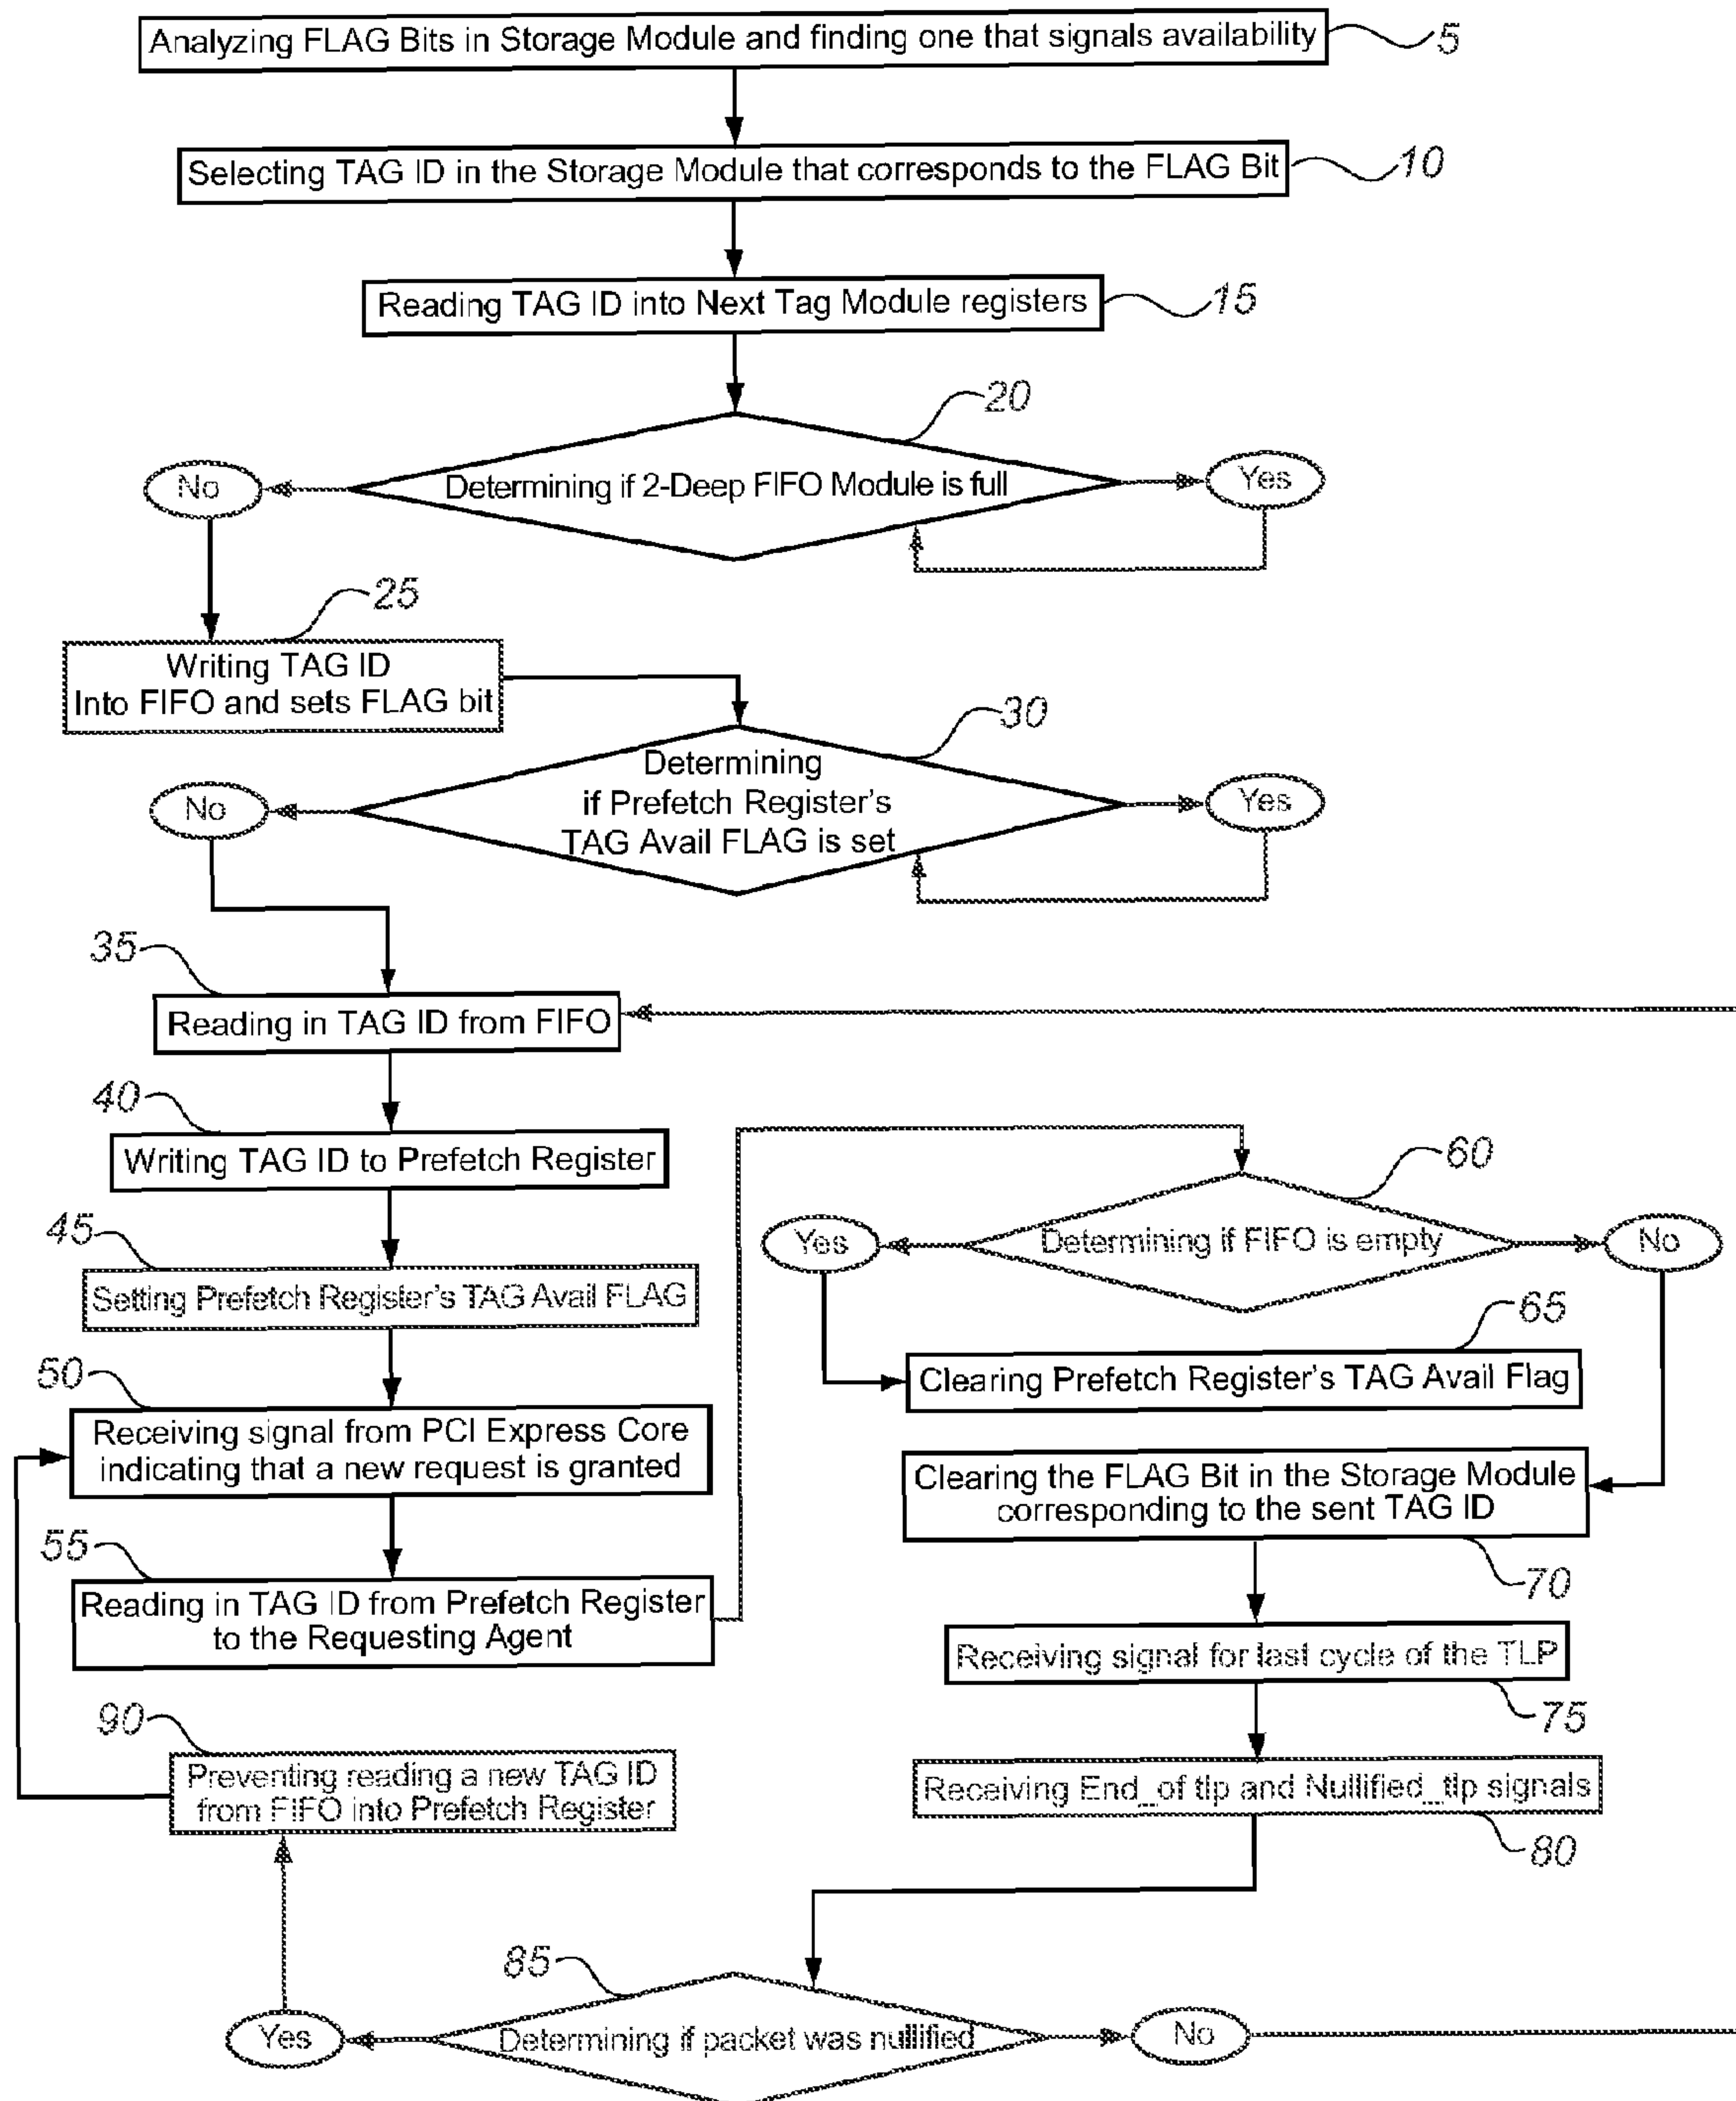 Analyzing FLAG Bits in Storage Module and finding one that signals availability
5
Selecting TAG ID in the Storage Module that corresponds to the FLAG Bit
10
Reading TAG ID into Next Tag Module registers
15
20
No
Determining if 2-Deep FIFO Module is full
Yes
25
Writing TAG ID
Into FIFO and sets FLAG bit
30
No
Determining
if Prefetch Register's
TAG Avail FLAG is set
Yes
35
Reading in TAG ID from FIFO
40
Writing TAG ID to Prefetch Register
45
Setting Prefetch Register's TAG Avail FLAG
50
Receiving signal from PCI Express Core
indicating that a new request is granted
55
Reading in TAG ID from Prefetch Register
to the Requesting Agent
60
Yes
Determining if FIFO is empty
No
65
Clearing Prefetch Register's TAG Avail Flag
Clearing the FLAG Bit in the Storage Module
corresponding to the sent TAG ID
70
Receiving signal for last cycle of the TLP
75
Receiving End_of tlp and Nullified_tlp signals
80
85
Yes
Determining if packet was nullified
No
90
Preventing reading a new TAG ID
from FIFO into Prefetch Register